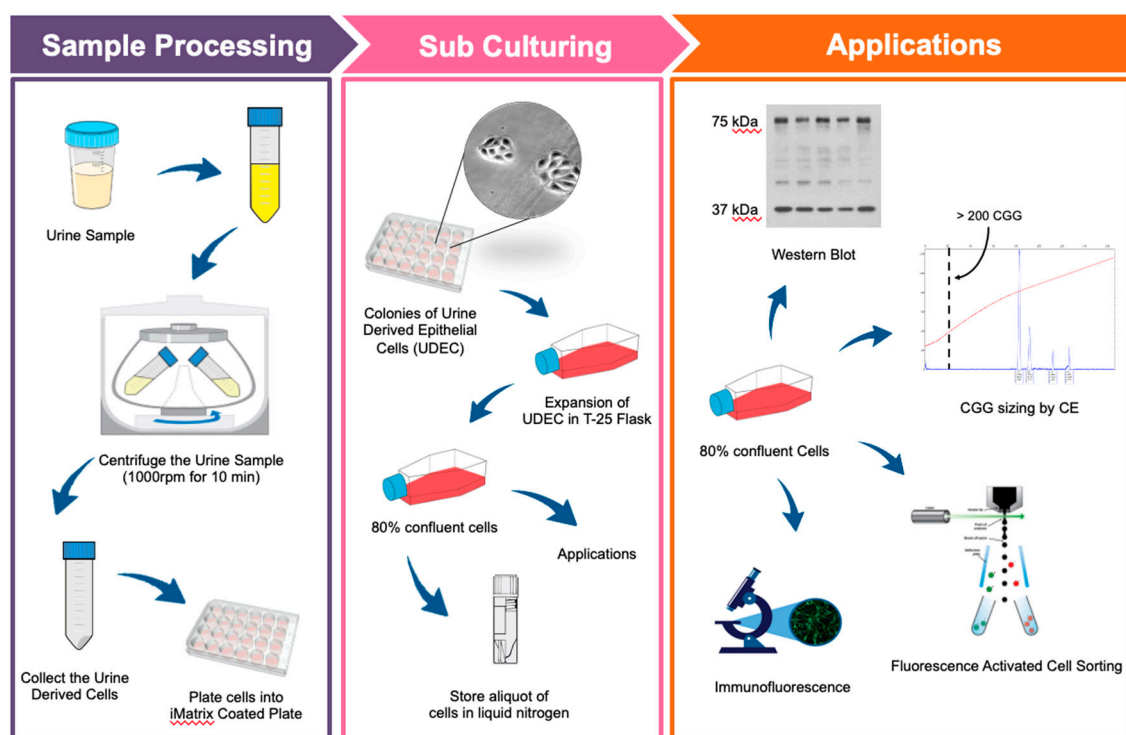 Sample Processing
Sub Culturing
Applications
Urine Sample
Centrifuge the Urine Sample
(1000rpm for 10 min)
Collect the Urine
Derived Cells
Plate cells into
iMatrix Coated Plate
Colonies of Urine
Derived Epithelial
Cells (UDEC)
Expansion of
UDEC in T-25 Flask
80% confluent cells
Applications
Store aliquot of
cells in liquid nitrogen
75 kDa
37 kDa
Western Blot
> 200 CGG
CGG sizing by CE
80% confluent Cells
Immunofluorescence
Laser
Fluorescence Activated Cell Sorting